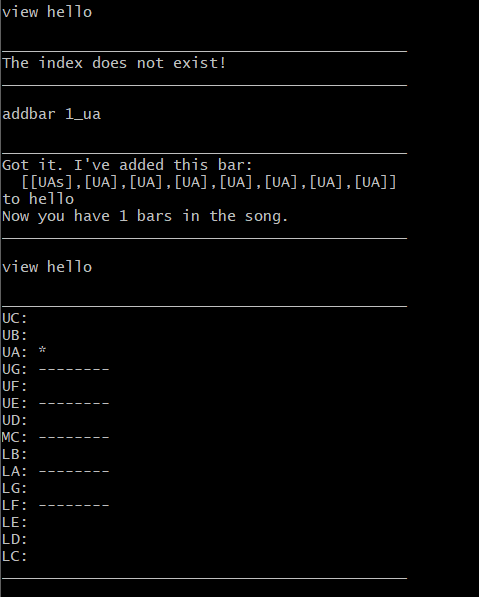 view hello
The index does not exist!
addbar 1_ua
Got it. I've added this bar:
[[UAs],[UA],[UA],[UA],[UA],[UA],[UA],[UA]]
to hello
Now you have 1 bars in the song.
view hello
UC:
UB:
UA: *
UG: --------
UF:
UE: --------
UD:
MC: --------
LB:
LA: --------
LG:
LF: --------
LE:
LD:
LC: